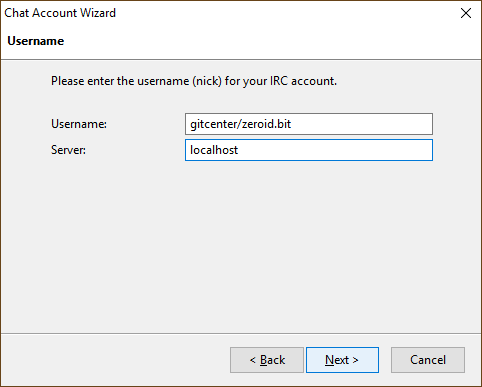 Chat Account Wizard
Username
Please enter the username (nick) for your IRC account.
Username: gitcenter/zeroid.bit
Server: localhost
< Back Next > Cancel